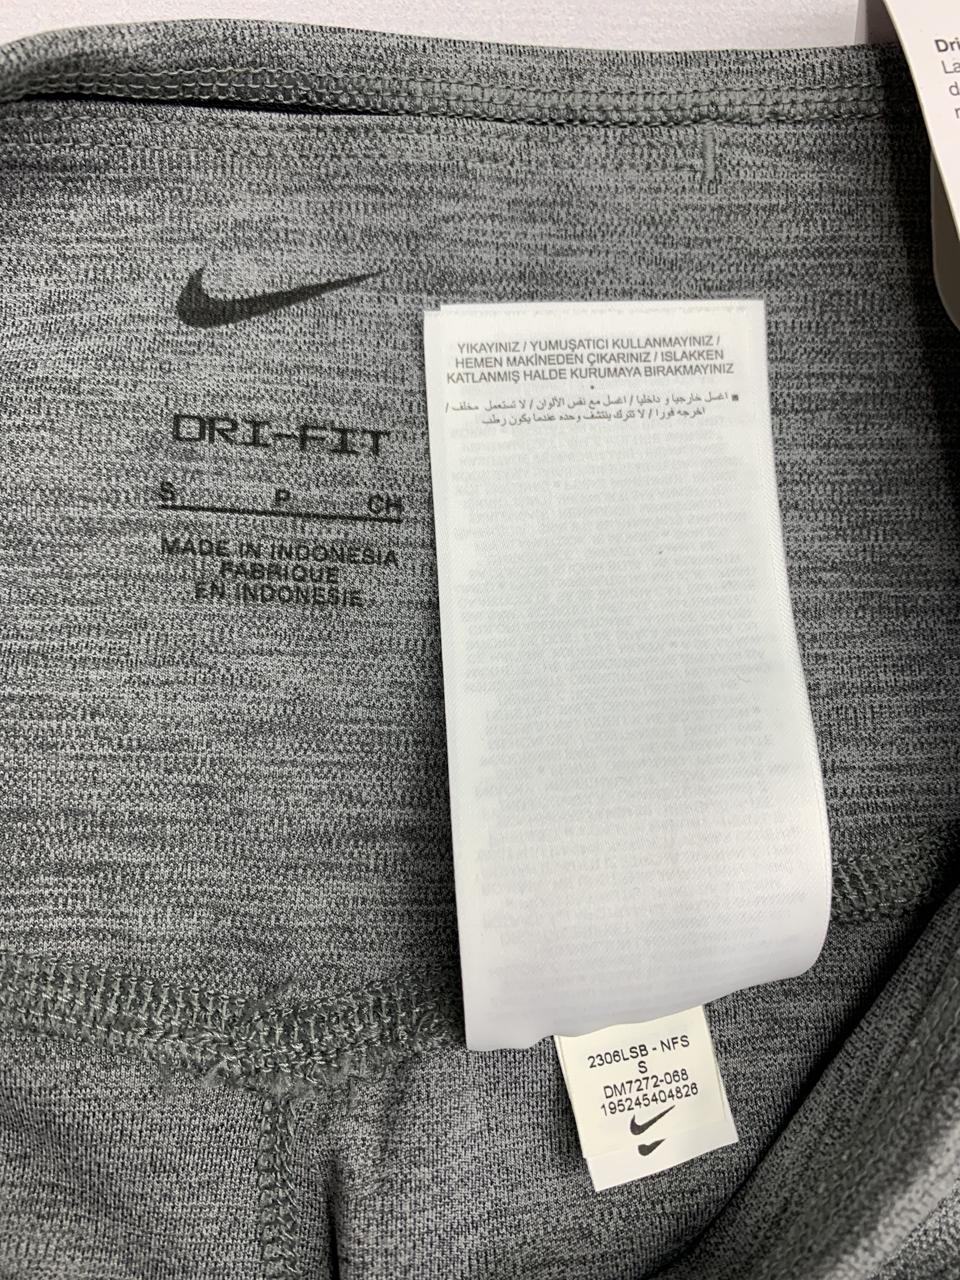 Dri
La
d
DRI-FIT
S P CH
MADE IN INDONESIA
FABRIQUE
EN INDONESIE
YIKAYINIZ / YUMUŞATICI KULLANMAYINIZ /
HEMEN MAKİNEDEN ÇIKARINIZ / ISLAKKEN
KATLANMIŞ HALDE KURUMAYA BIRAKMAYINIZ
اغسل خارجيا و داخليا / اغسل مع نفس الألوان / لا تستعمل مخلف /
اخرجه فورا / لا تترك ينتشف وحده عندما يكون رطب
2306LSB - NFS
S
DM7272-068
195245404826